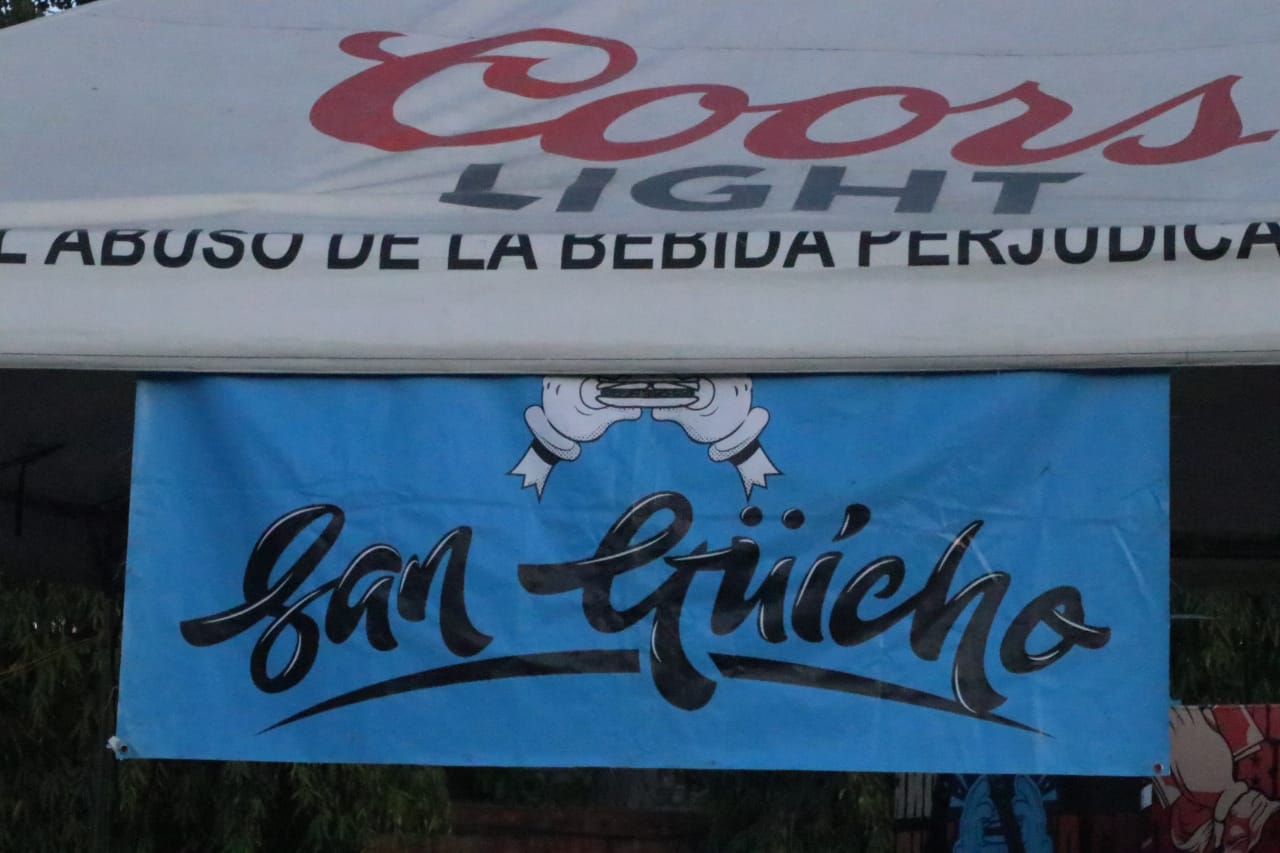 Coors
LIGHT
L ABUSO DE LA BEBIDA PERJUDICA
San Güicho